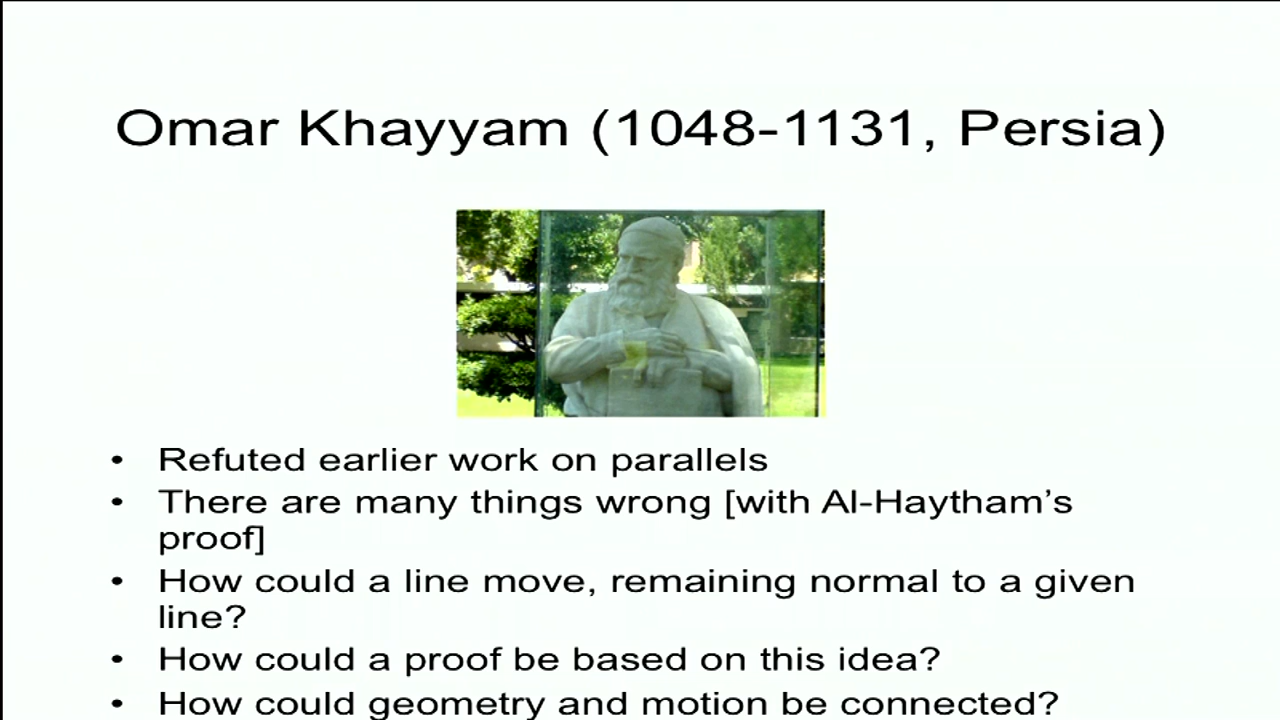 Omar Khayyam (1048-1131, Persia)
• Refuted earlier work on parallels
• There are many things wrong [with Al-Haytham’s
proof]
• How could a line move, remaining normal to a given
line?
• How could a proof be based on this idea?
• How could geometry and motion be connected?